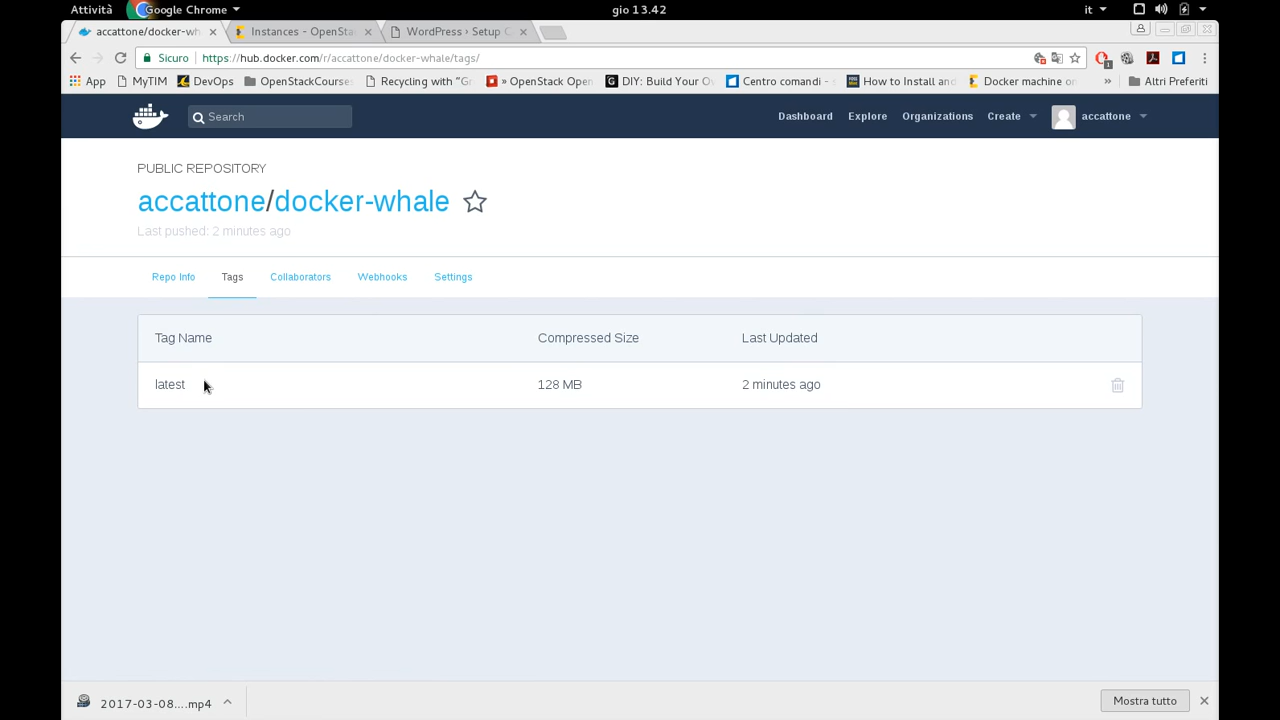 Attività
Google Chrome
gio 13.42
it
accattone/docker-wh
Instances - OpenSta
WordPress › Setup C
Sicuro
https://hub.docker.com/r/accattone/docker-whale/tags/
App
MyTIM
DevOps
OpenStackCourses
Recycling with “Gr
» OpenStack Open
DIY: Build Your Ow
Centro comandi -
How to Install and
Docker machine on
»
Altri Preferiti
Search
Dashboard
Explore
Organizations
Create
accattone
PUBLIC REPOSITORY
accattone/docker-whale
Last pushed: 2 minutes ago
Repo Info
Tags
Collaborators
Webhooks
Settings
Tag Name
Compressed Size
Last Updated
latest
128 MB
2 minutes ago
2017-03-08....mp4
Mostra tutto